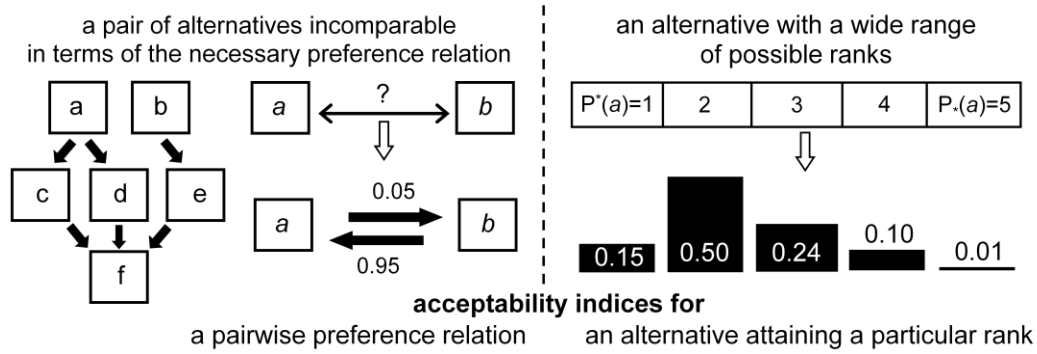 a pair of alternatives incomparable
in terms of the necessary preference relation
a b
c d e
f
a ? b
a 0.05 b
0.95
an alternative with a wide range
of possible ranks
P*(a)=1 2 3 4 P*(a)=5
0.15 0.50 0.24 0.10 0.01
acceptability indices for
a pairwise preference relation
an alternative attaining a particular rank